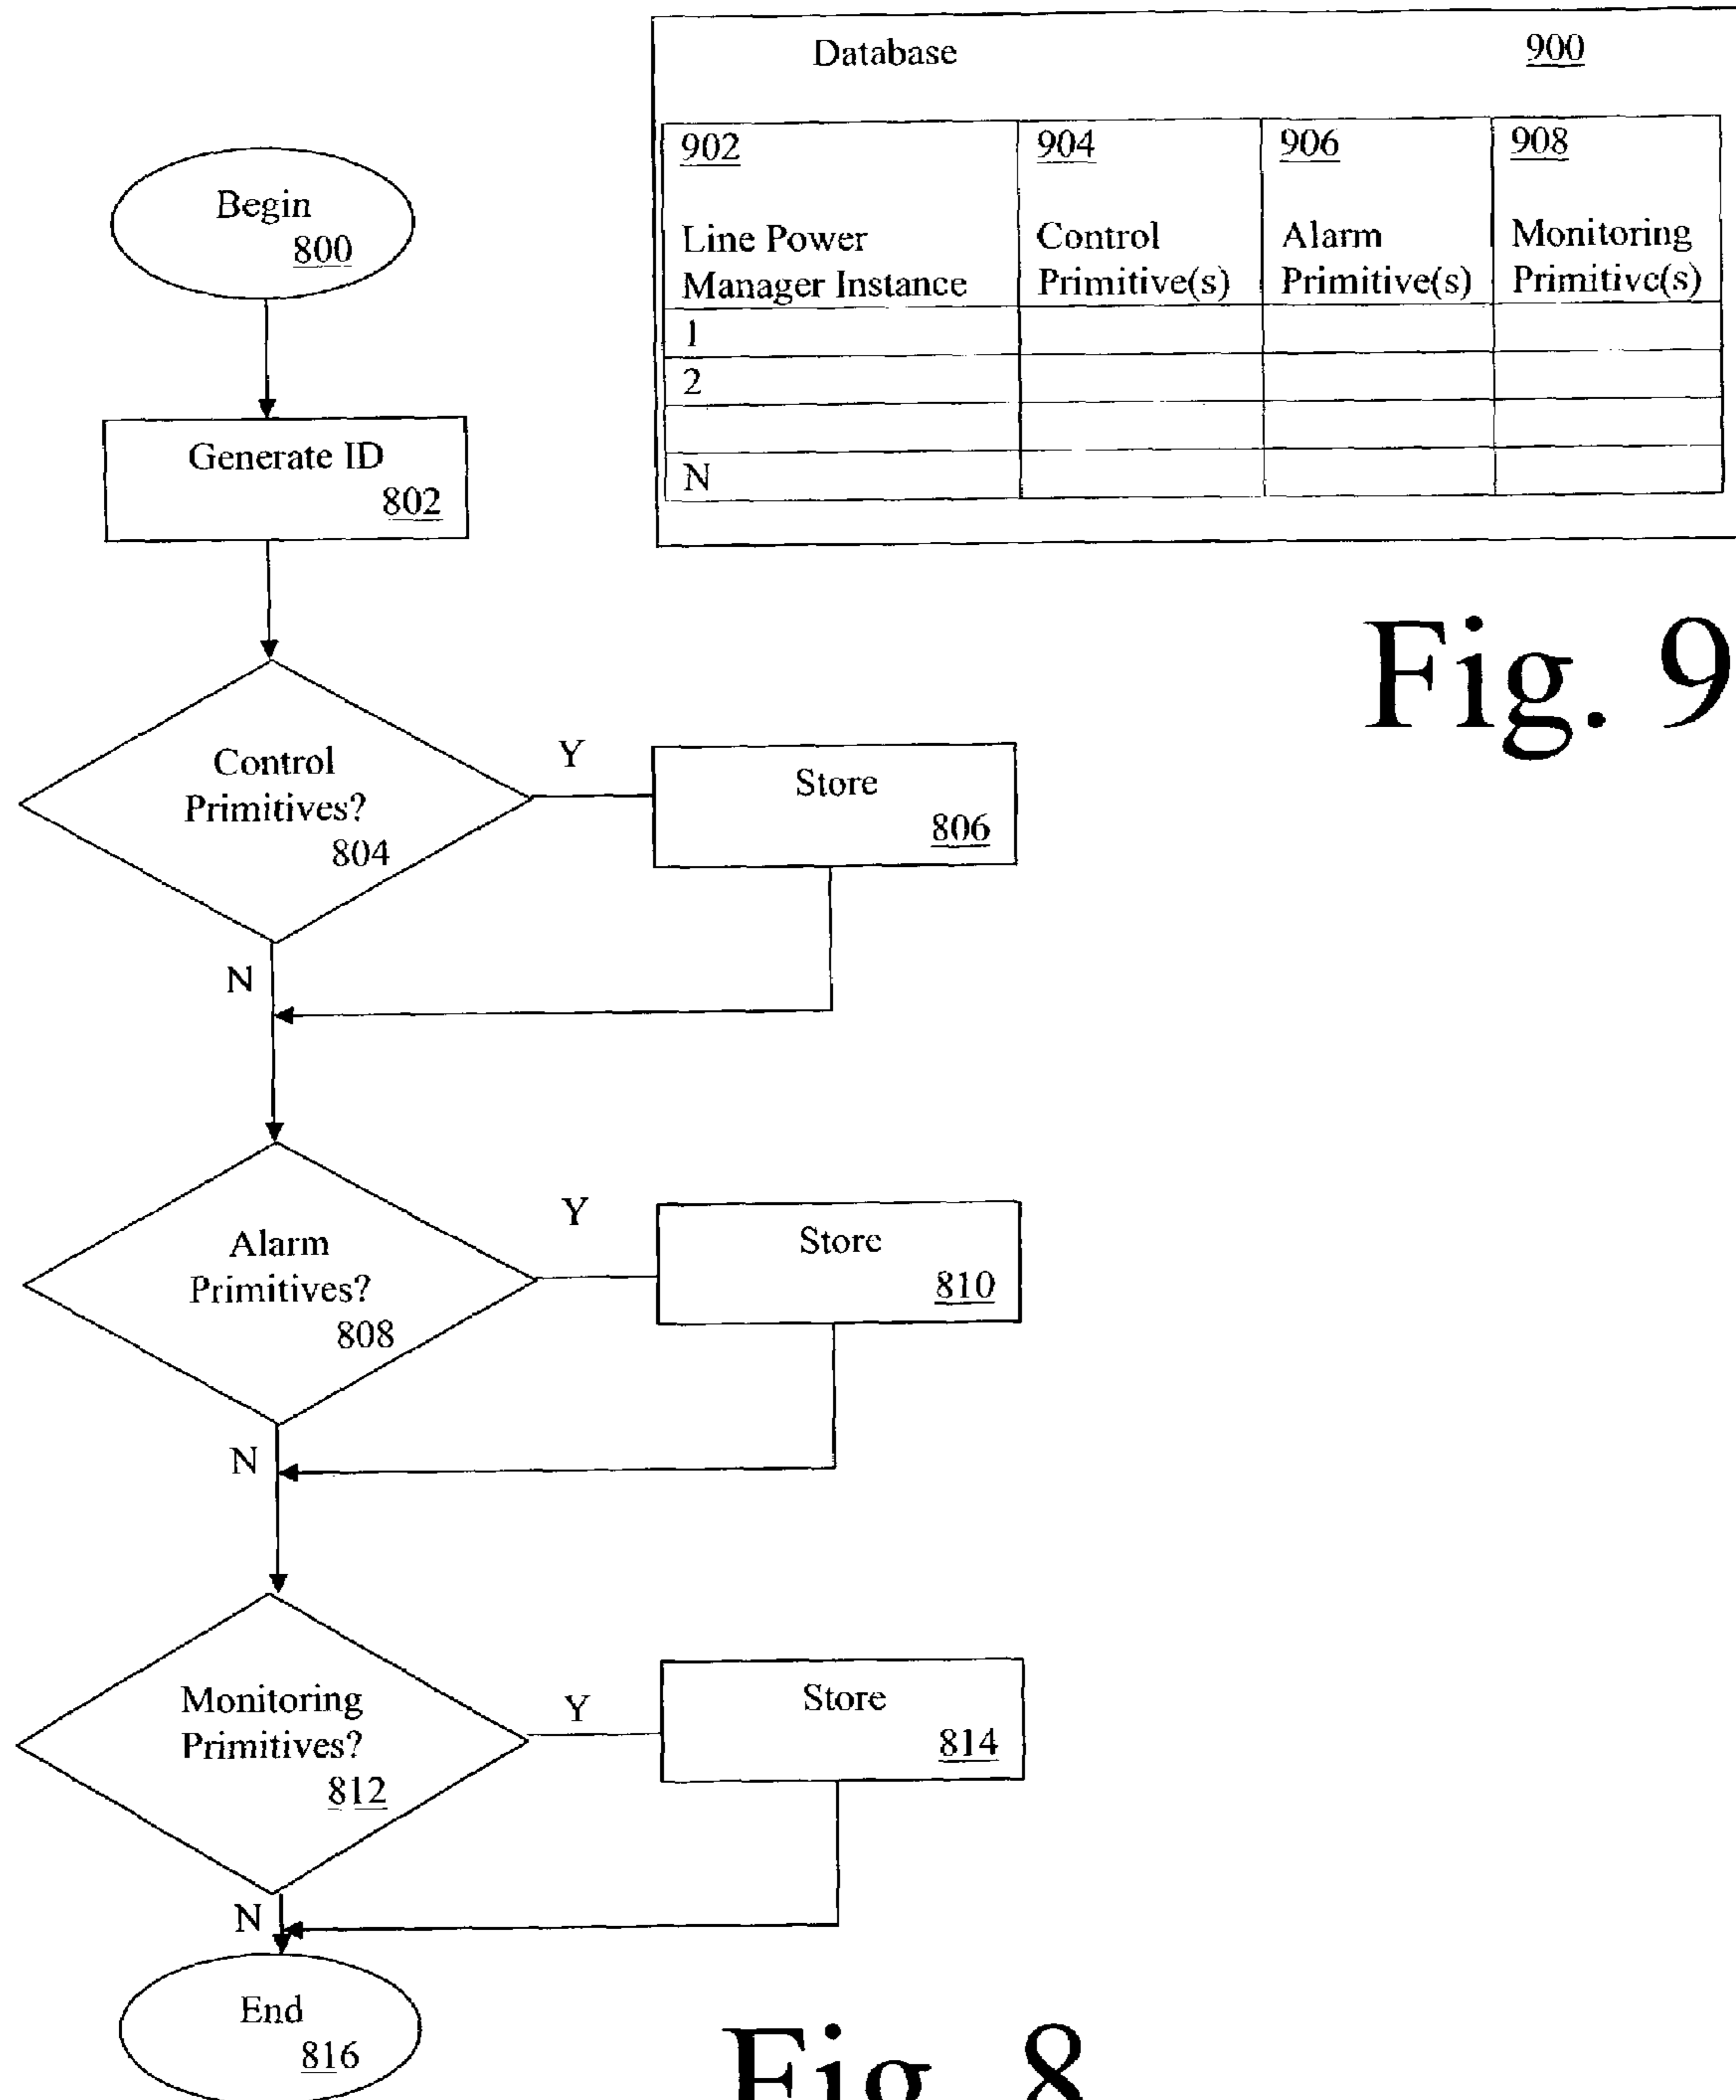 Database 900
902 904 906 908
Line Power Control Alarm Monitoring
Manager Instance Primitive(s) Primitive(s) Primitive(s)
1
2
N
Fig. 9
Begin
800
Generate ID
802
Control
Primitives?
804
Y
Store
806
N
Alarm
Primitives?
808
Y
Store
810
N
Monitoring
Primitives?
812
Y
Store
814
N
End
816
Fig. 8